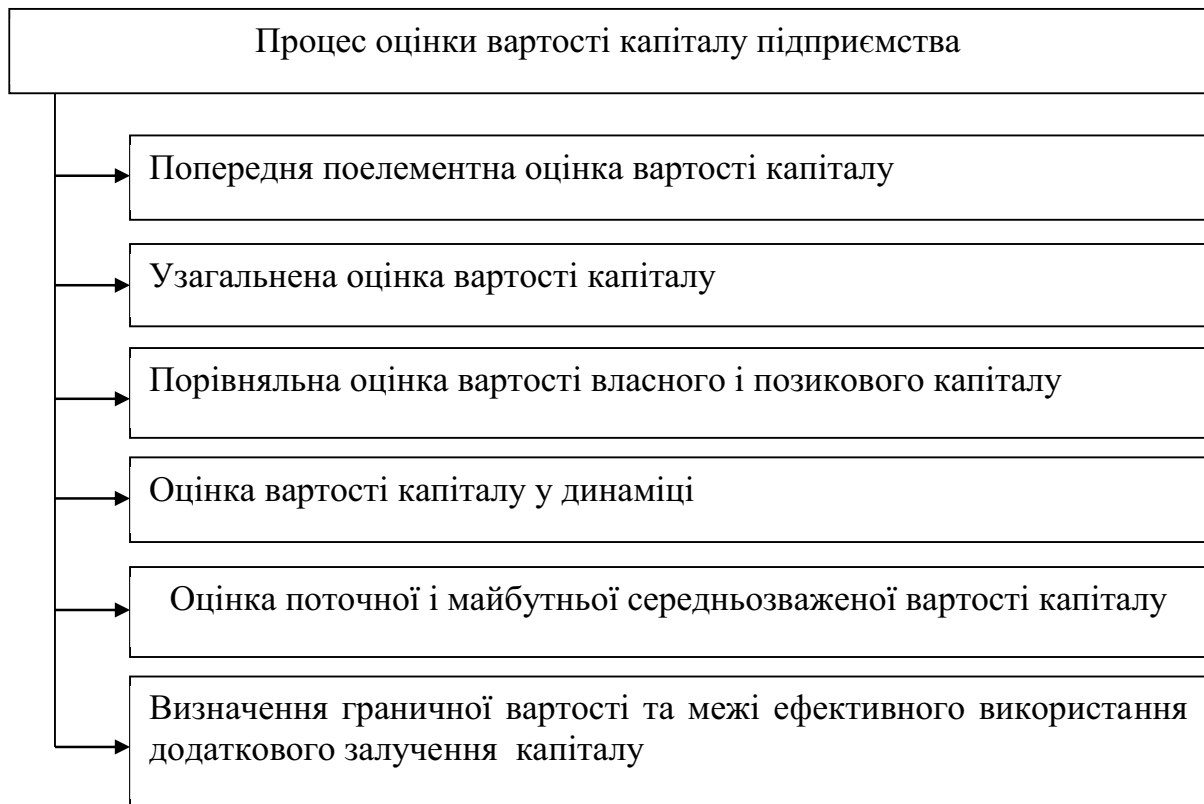 Процес оцінки вартості капіталу підприємства
Попередня поелементна оцінка вартості капіталу
Узагальнена оцінка вартості капіталу
Порівняльна оцінка вартості власного і позикового капіталу
Оцінка вартості капіталу у динаміці
Оцінка поточної і майбутньої середньозваженої вартості капіталу
Визначення граничної вартості та межі ефективного використання
додаткового залучення капіталу